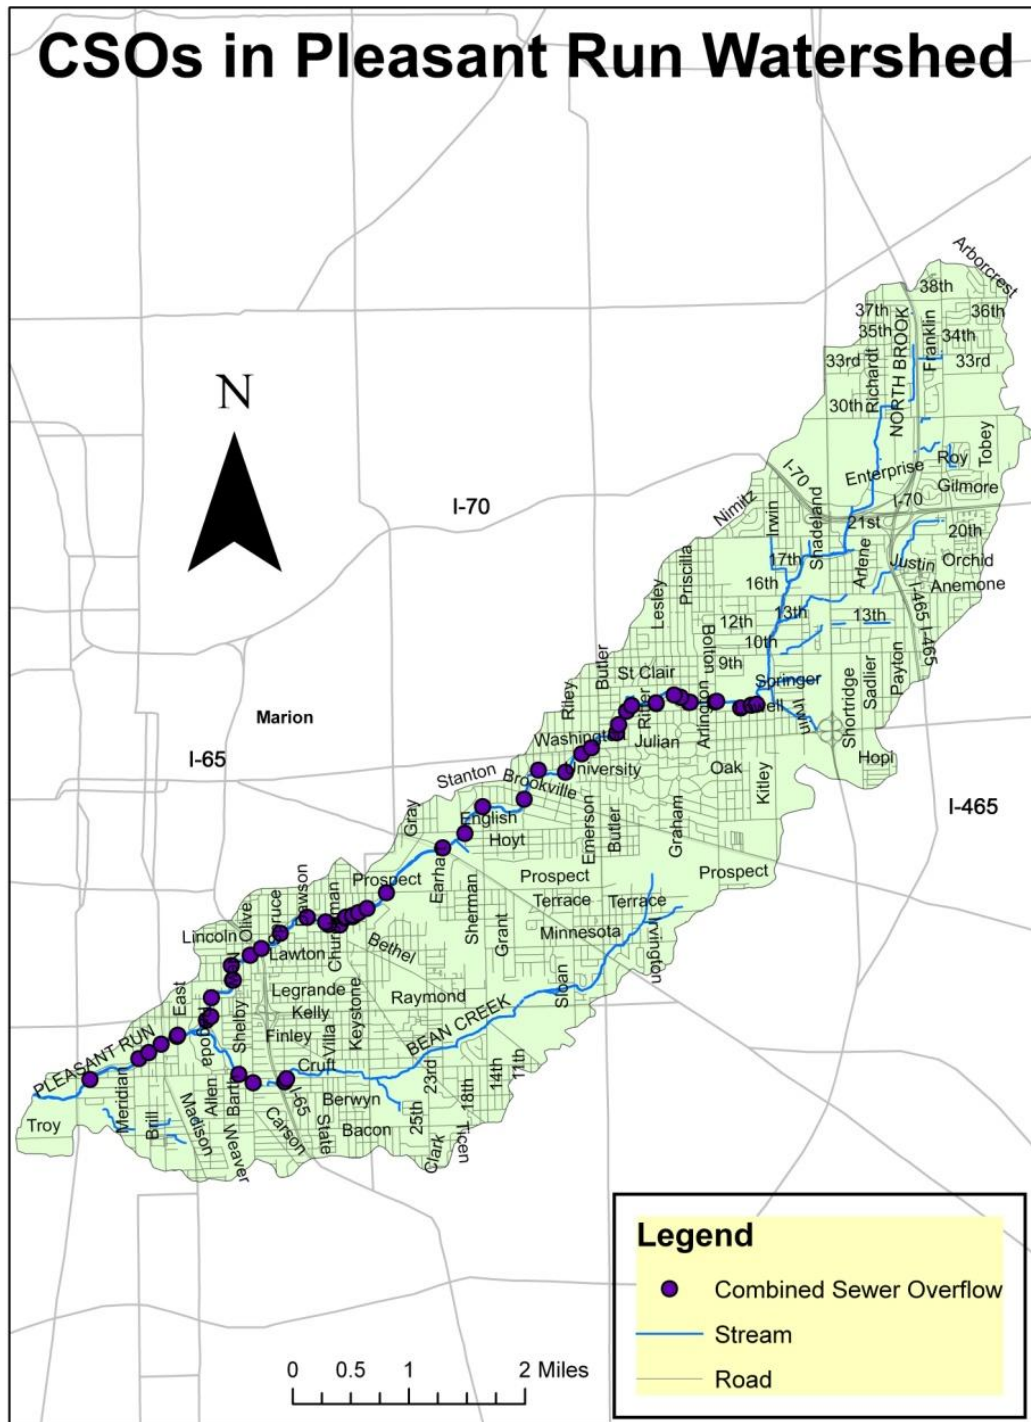 CSOs in Pleasant Run Watershed
Arborcrest
38th
37th
36th
35th
34th
33rd
33rd
Richardt
NORTH BROOK
Franklin
30th
N
Tobey
Roy
Enterprise
Gilmore
I-70
I-70
I-70
Nimitz
Irwin
Shadeland
21st
20th
17th
Arlene
Justin
Orchid
Anemone
16th
Priscilla
Lesley
I-465
I-465
13th
13th
12th
10th
Bolton
9th
Butler
St Clair
Springer
Riley
Ritter
Arlington
Irwin
Shortridge
Sadlier
Payton
Marion
Washington
Julian
I-65
Stanton
Brookville
University
Oak
Kitley
Hopi
I-465
Gray
English
Hoyt
Emerson
Butler
Graham
Earha
Prospect
Prospect
Prospect
Sherman
Grant
Terrace
Terrace
Minnesota
Irvington
Olive
Lincoln
Lawton
Bethel
Sloan
Legrande
Raymond
East
Shelby
Kelly
Keystone
Finley
Villa
BEAN CREEK
PLEASANT RUN
Cruft
Meridian
Brill
Madison
Allen
Barth
Weaver
I-65
Carson
State
Berwyn
Bacon
23rd
25th
18th
14th
11th
Clark
Ticen
Troy
Legend
Combined Sewer Overflow
Stream
Road
0 0.5 1 2 Miles